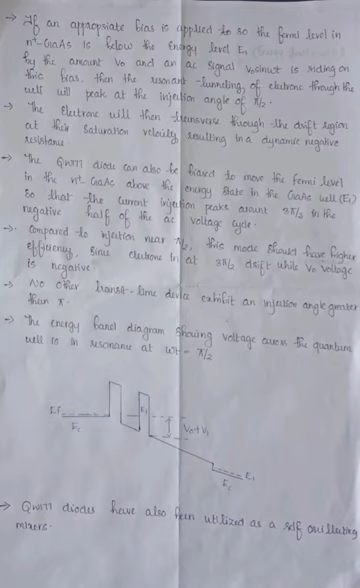 → If an appropriate bias is applied to so the fermi level in
n⁺-GaAs is below the energy level E₁
by the amount V₀ and an ac signal V₀sinωt is riding on
this bias. then the resonant -tunneling of electrons through the
well will peak at the injection angle of π/2.
→ The Electrons will then traverse through the drift region
at their saturation velocity resulting in a dynamic negative
resistance.
→ The QWITT diode can also be biased to move the Fermi level
in the n⁺ GaAs above the energy state in the GaAs well (E₁)
So that the current injection peaks around 3π/2 in the
negative half of the ac voltage cycle.
→ Compared to injection near π/2, this mode should have higher
efficiency, since electrons in at 3π/2 drift while V₀ voltage
is negative.
→ No other transit-time device exhibit an injection angle greater
than π.
→ The energy band diagram showing voltage across the quantum
well is in resonance at ωt = π/2
Ef
E₁
Ec
V₀+V₁
E₁
Ec
→ QWITT diodes have also been utilized as a self oscillating
mixers.